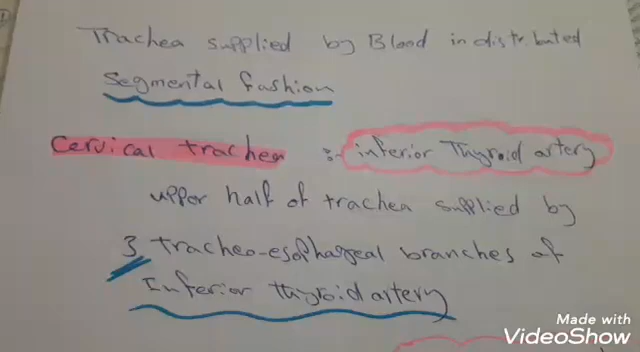 Trachea supplied by Blood in distributed
segmental fashion
Cervical trachea :- inferior Thyroid artery
upper half of trachea supplied by
3 tracheo-esophageal branches of
Inferior thyroid artery
Made with
VideoShow